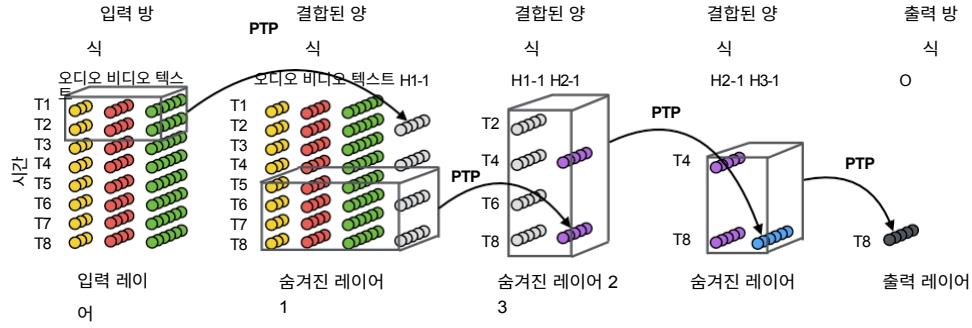 입력 방
식
결합된 양
식
결합된 양
식
결합된 양
식
출력 방
식
PTP
오디오 비디오 텍스
트
오디오 비디오 텍스트 H1-1
H1-1 H2-1
H2-1 H3-1
O
시간
T1
T2
T3
T4
T5
T6
T7
T8
T1
T2
T3
T4
T5
T6
T7
T8
PTP
T2
T4
T6
T8
PTP
T4
T8
PTP
T8
입력 레이
어
숨겨진 레이어
1
숨겨진 레이어 2
3
숨겨진 레이어
출력 레이어